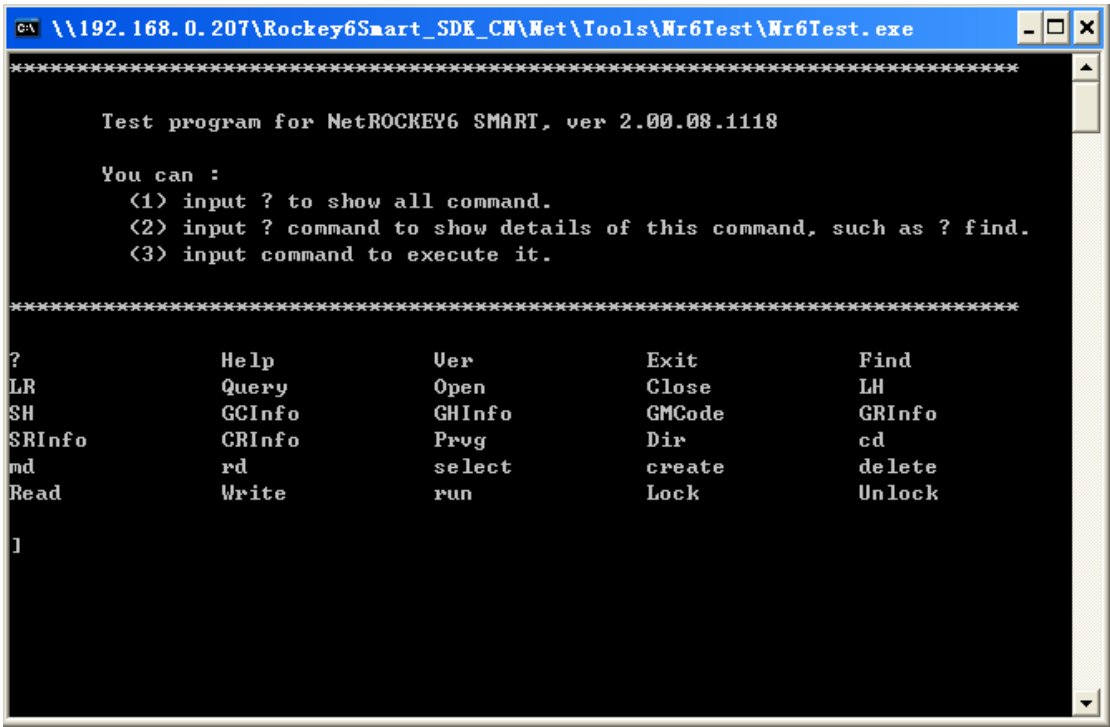 \\192.168.0.207\Rockey6Smart_SDK_CN\Net\Tools\Nr6Test\Nr6Test.exe
****************************************************************************
Test program for NetROCKEY6 SMART, ver 2.00.08.1118
You can :
(1) input ? to show all command.
(2) input ? command to show details of this command, such as ? find.
(3) input command to execute it.
****************************************************************************
? Help Ver Exit Find
LR Query Open Close LH
SH GCInfo GHInfo GMCode GRInfo
SRInfo CRInfo Prvg Dir cd
md rd select create delete
Read Write run Lock Unlock
]